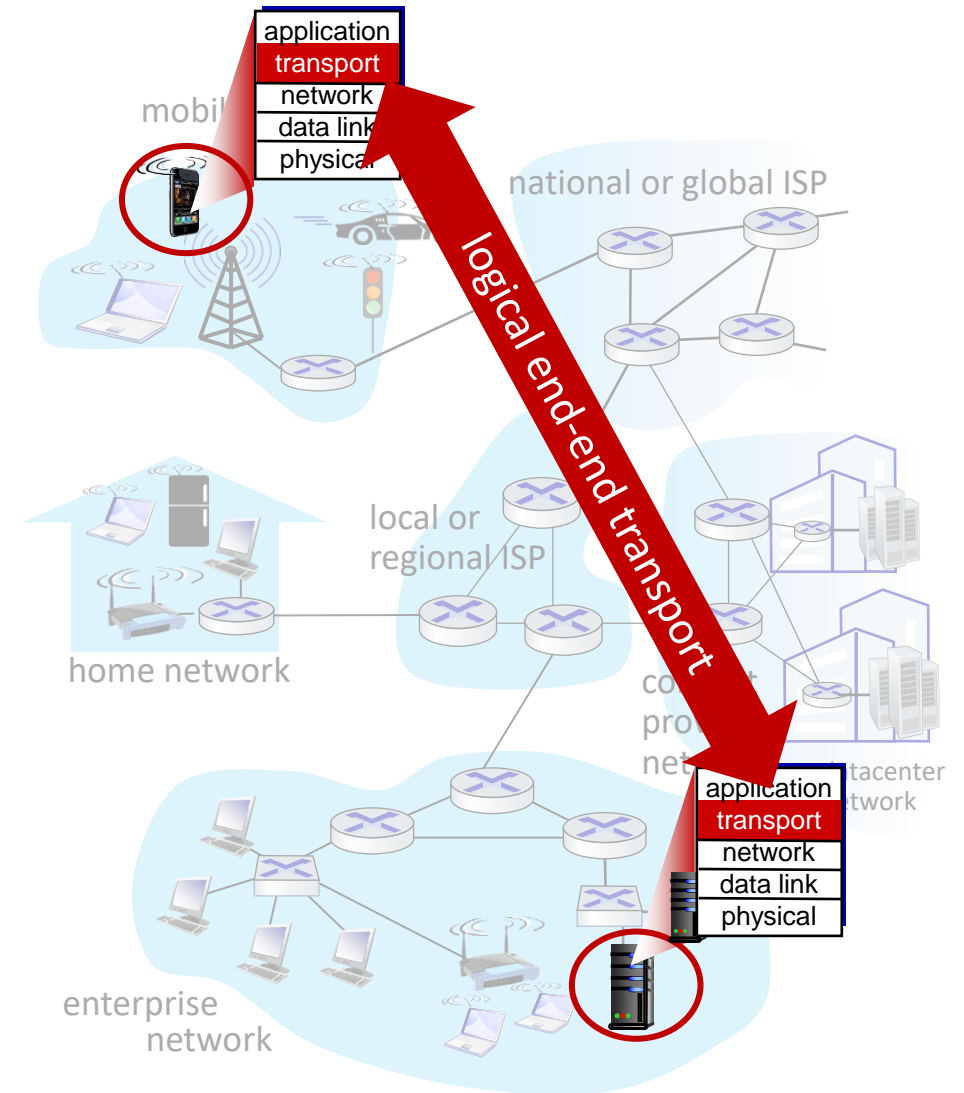 application
transport
network
data link
physical
mobil
national or global ISP
logical end-end transport
local or
regional ISP
home network
application
transport
network
data link
physical
enterprise
network